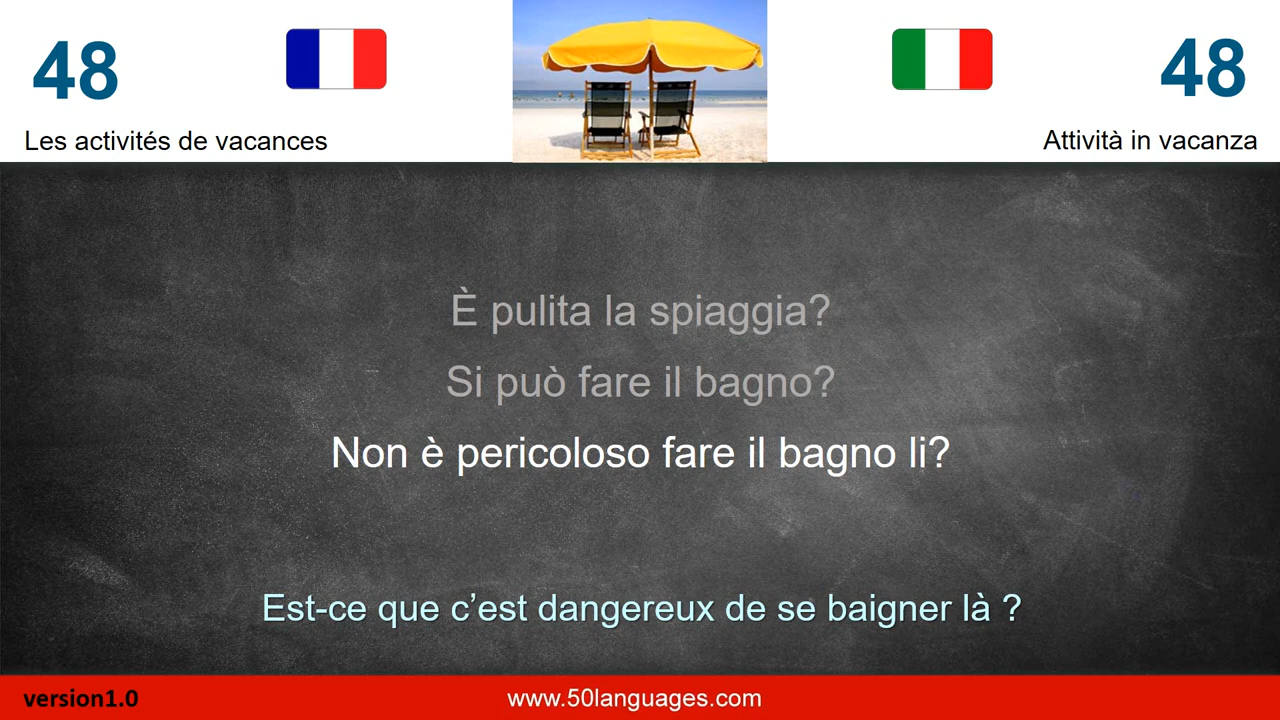 48
48
Les activités de vacances
Attività in vacanza
È pulita la spiaggia?
Si può fare il bagno?
Non è pericoloso fare il bagno li?
Est-ce que c’est dangereux de se baigner là ?
version1.0
www.50languages.com